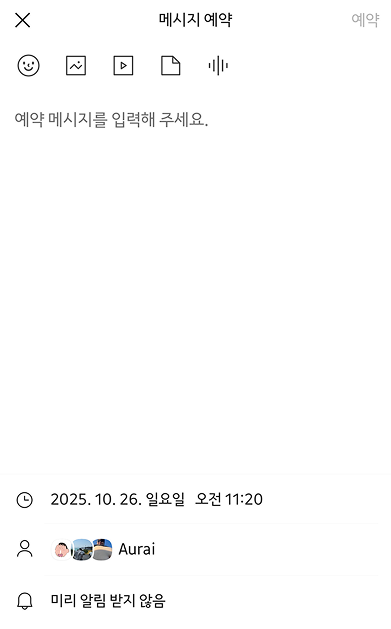 메시지 예약
예약
예약 메시지를 입력해 주세요.
2025. 10. 26. 일요일 오전 11:20
Aurai
미리 알림 받지 않음